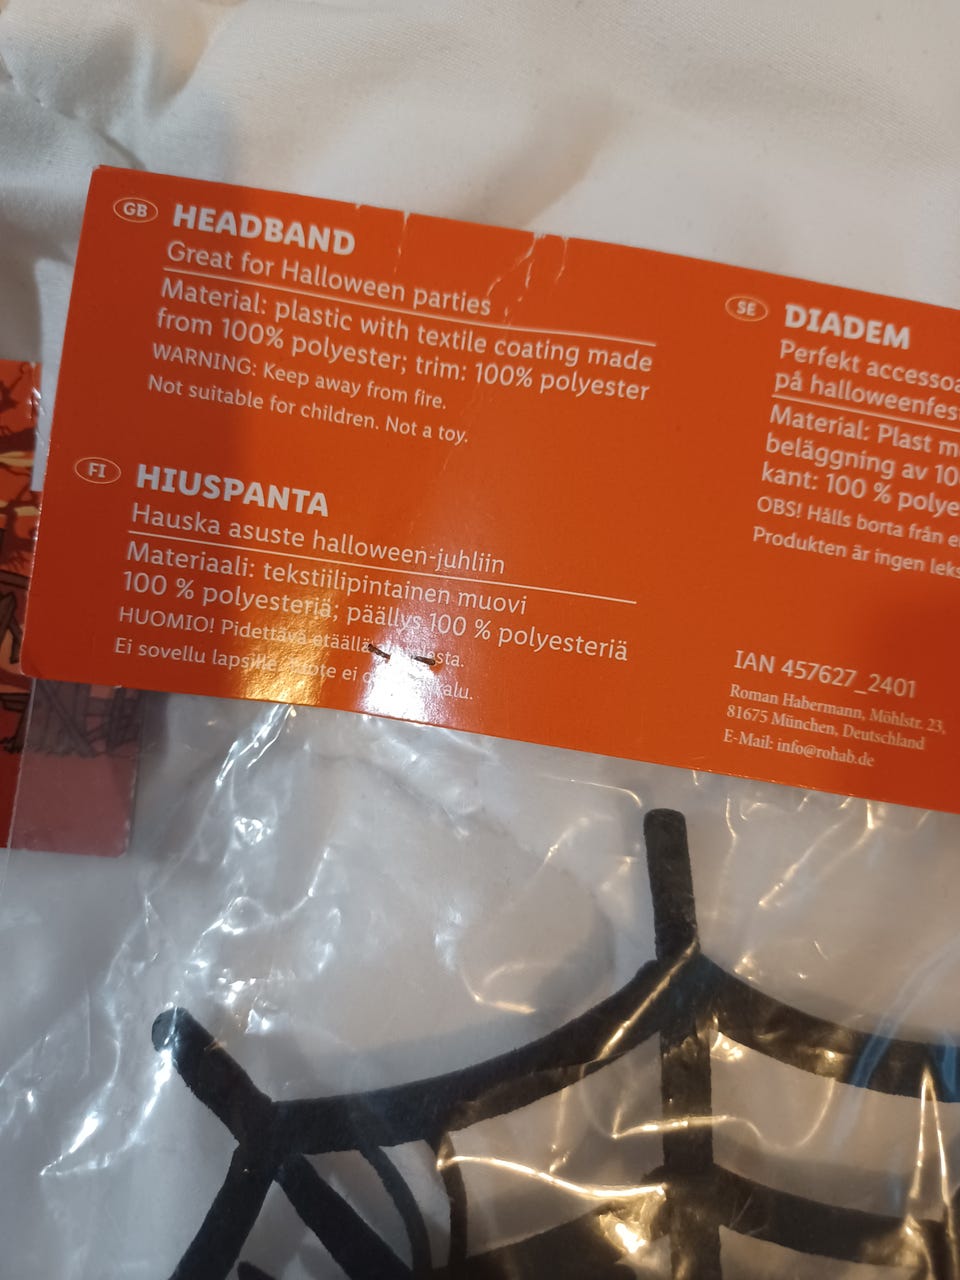 GB HEADBAND
Great for Halloween parties
Material: plastic with textile coating made
from 100% polyester; trim: 100% polyester
WARNING: Keep away from fire.
Not suitable for children. Not a toy.
FI HIUSPANTA
Hauska asuste halloween-juhliin
Materiaali: tekstiilipintainen muovi
100 % polyesteriä; päällys 100 % polyesteriä
HUOMIO! Pidettävä etäällä
Ei sovellu lapsille. ei
SE DIADEM
Perfekt
på
Material: Plast
beläggning av
kant: 100 %
OBS! Hålls borta från
Produkten är ingen
IAN 457627_2401
Roman Habermann, Möhlstr. 23,
81675 München, Deutschland
E-Mail: info@rohab.de